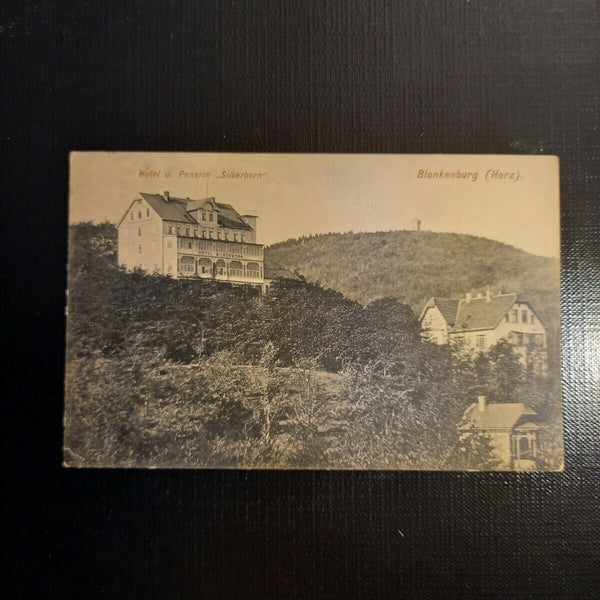 Hotel u. Pension „Silberborn".
Blankenburg (Harz).